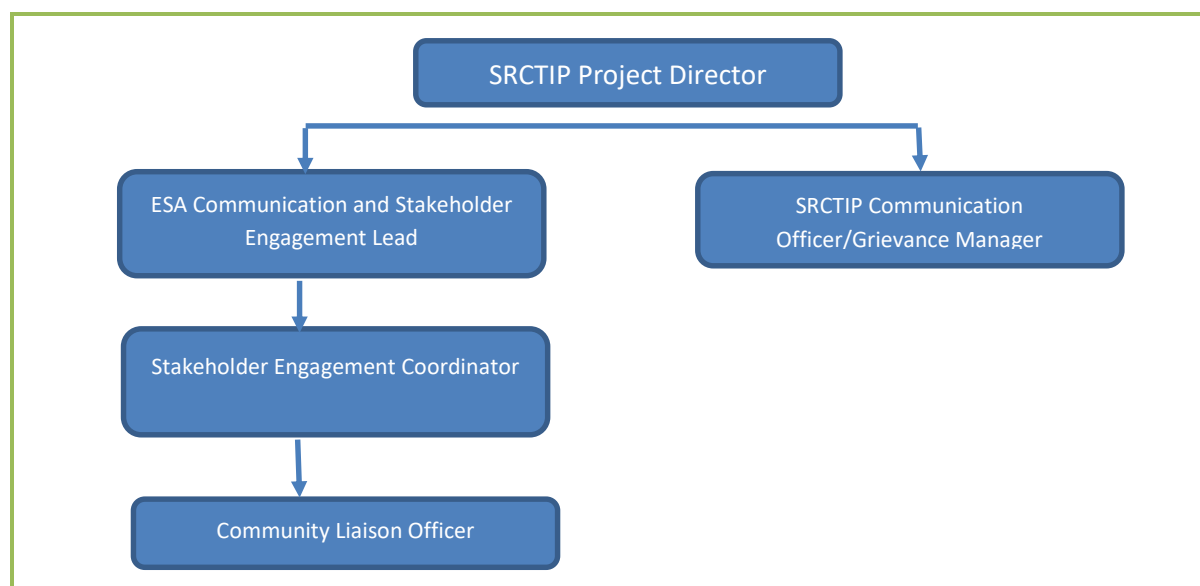 SRCTIP Project Director
ESA Communication and Stakeholder
Engagement Lead
SRCTIP Communication
Officer/Grievance Manager
Stakeholder Engagement Coordinator
Community Liaison Officer